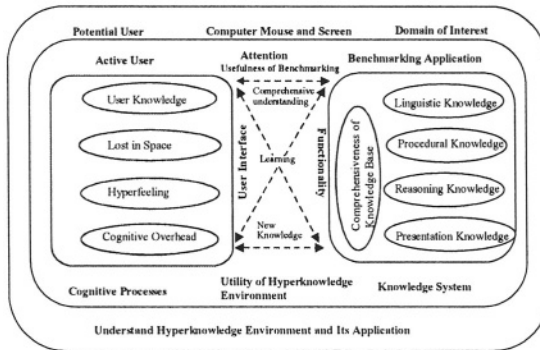 Potential User
Computer Mouse and Screen
Domain of Interest
Active User
Attention
Usefulness of Benchmarking
Benchmarking Application
User Knowledge
Lost in Space
Hyperfeeling
Cognitive Overhead
User Interface
Comprehensive
understanding
Learning
New
Knowledge
Functionality
Comprehensiveness of
Knowledge Base
Linguistic Knowledge
Procedural Knowledge
Reasoning Knowledge
Presentation Knowledge
Cognitive Processes
Utility of Hyperknowledge
Environment
Knowledge System
Understand Hyperknowledge Environment and Its Application